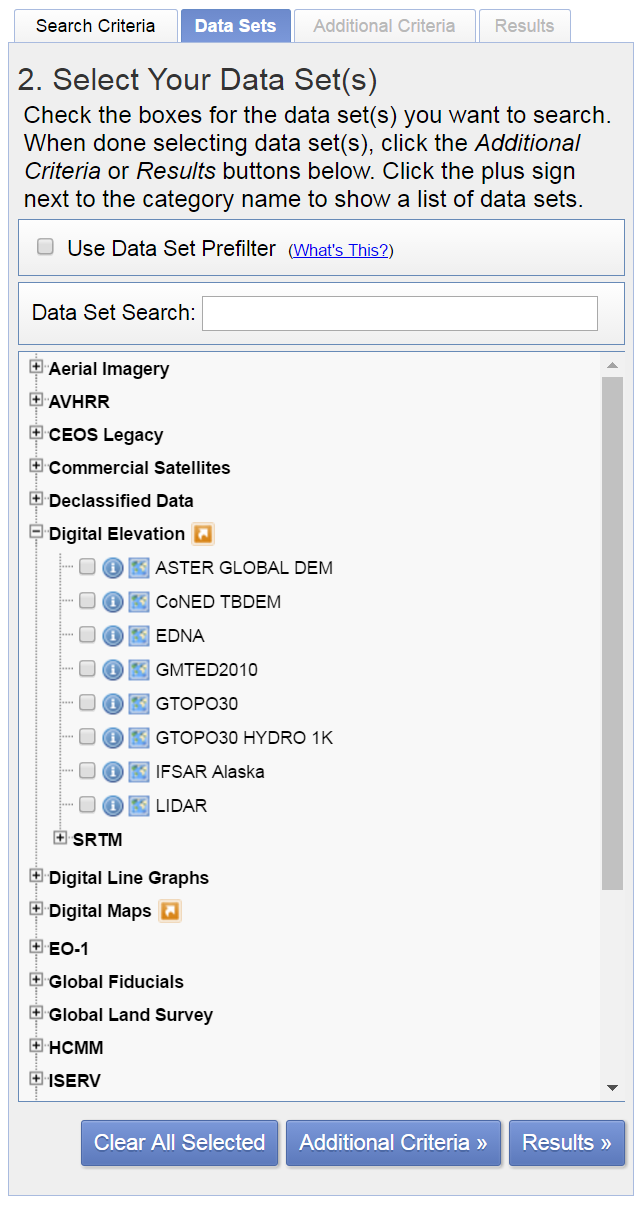 Search Criteria Data Sets Additional Criteria Results
2. Select Your Data Set(s)
Check the boxes for the data set(s) you want to search.
When done selecting data set(s), click the Additional
Criteria or Results buttons below. Click the plus sign
next to the category name to show a list of data sets.
Use Data Set Prefilter (What's This?)
Data Set Search:
Aerial Imagery
AVHRR
CEOS Legacy
Commercial Satellites
Declassified Data
Digital Elevation
ASTER GLOBAL DEM
CoNED TBDEM
EDNA
GMTED2010
GTOPO30
GTOPO30 HYDRO 1K
IFSAR Alaska
LIDAR
SRTM
Digital Line Graphs
Digital Maps
EO-1
Global Fiducials
Global Land Survey
HCMM
ISERV
Clear All Selected Additional Criteria » Results »